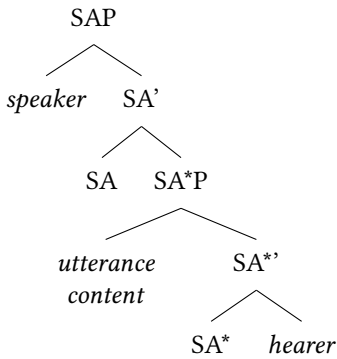 SAP
speaker SA’
SA SA*P
utterance SA*’
content
SA* hearer